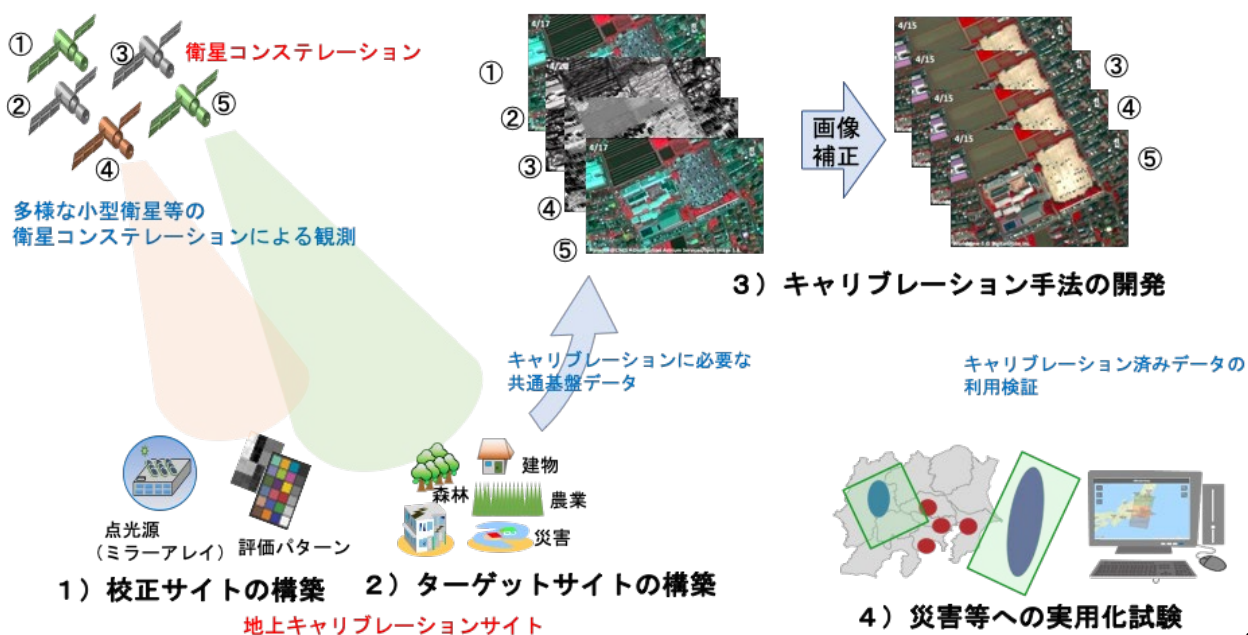 ①
③
衛星コンステレーション
②
⑤
④
多様な小型衛星等の
衛星コンステレーションによる観測
4/17
①
②
③
④
4/17
⑤
画像
補正
4/15
4/15
③
4/15
④
4/15
⑤
3）キャリブレーション手法の開発
キャリブレーションに必要な
共通基盤データ
キャリブレーション済みデータの
利用検証
点光源
（ミラーアレイ）
評価パターン
森林
建物
農業
災害
1）校正サイトの構築
2）ターゲットサイトの構築
地上キャリブレーションサイト
4）災害等への実用化試験